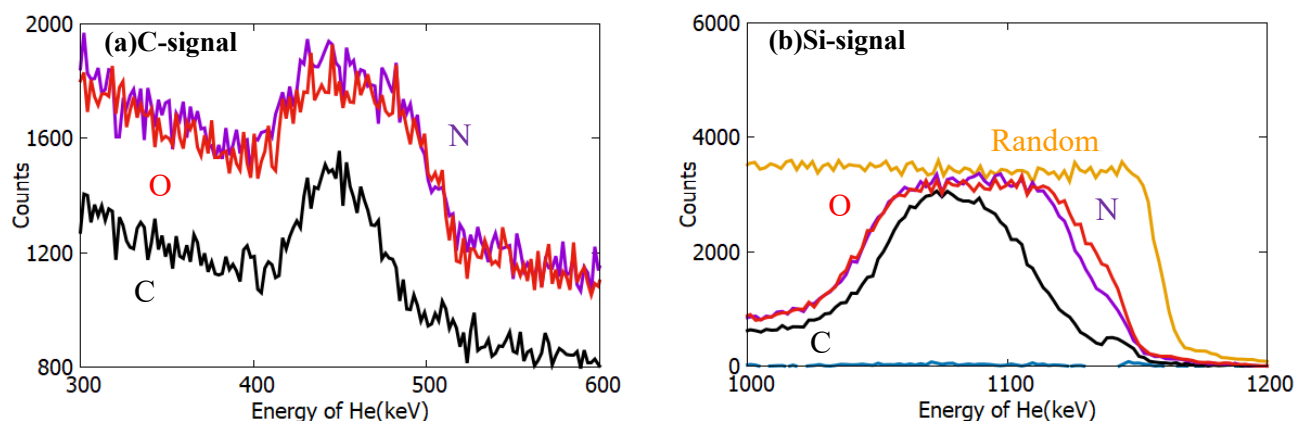 (a)C-signal
2000
1600
1200
800
Counts
N
O
C
300
400
500
600
Energy of He(keV)
(b)Si-signal
6000
4000
2000
0
Counts
Random
O
N
C
1000
1100
1200
Energy of He(keV)